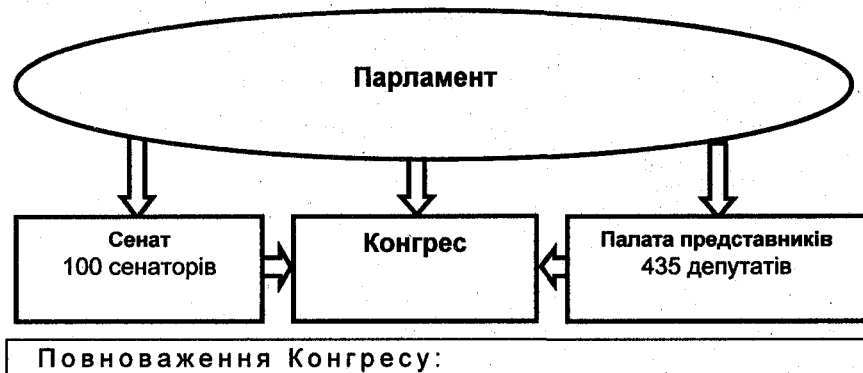 Парламент
Сенат
100 сенаторів
Конгрес
Палата представників
435 депутатів
Повноваження Конгресу: